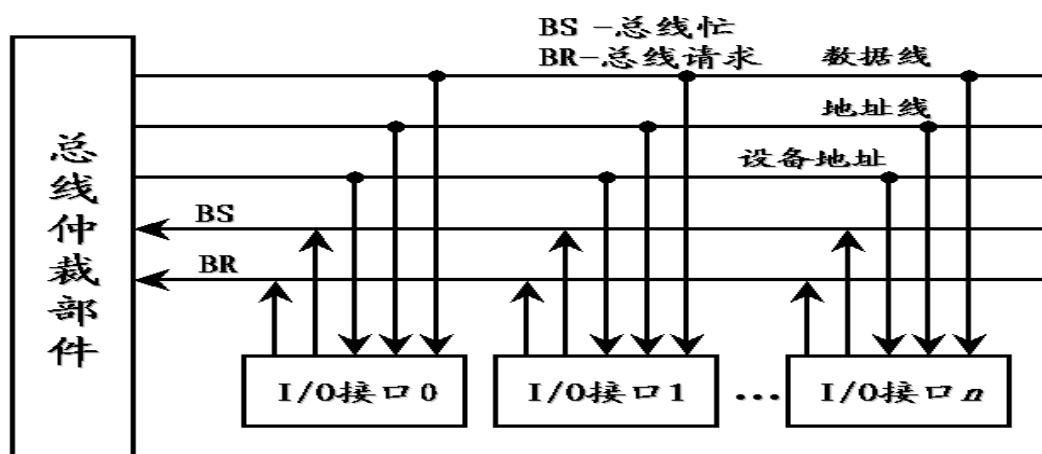 BS-总线忙
BR-总线请求
数据线
地址线
设备地址
BS
BR
总线仲裁部件
I/O接口0
I/O接口1
...
I/O接口n